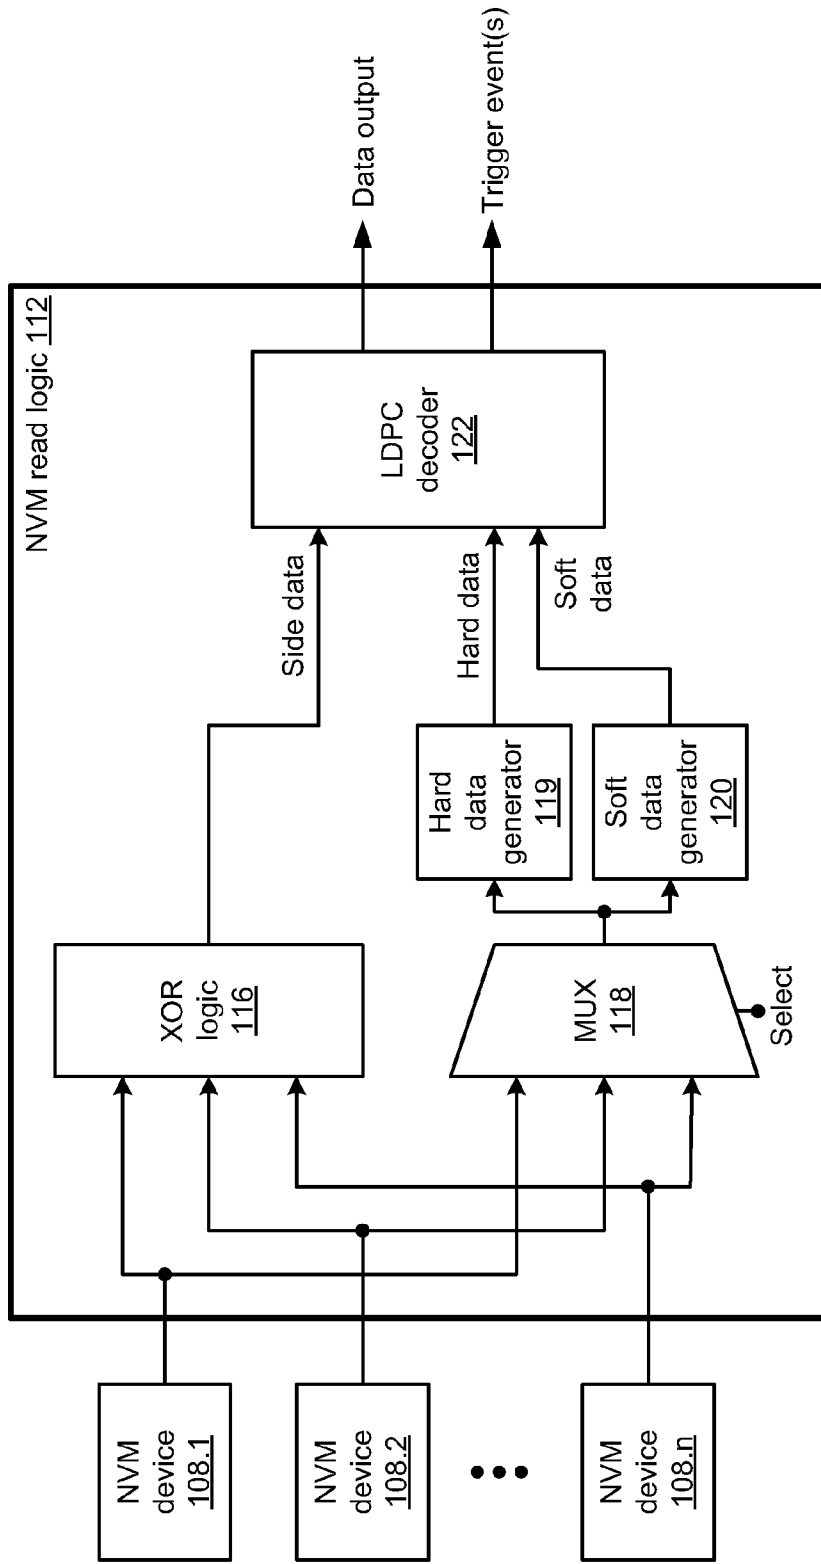 NVM read logic 112
NVM
device
108.1
NVM
device
108.2
NVM
device
108.n
XOR
logic
116
MUX
118
Select
Hard
data
generator
119
Soft
data
generator
120
Side data
Hard data
Soft
data
LDPC
decoder
122
Data output
Trigger event(s)